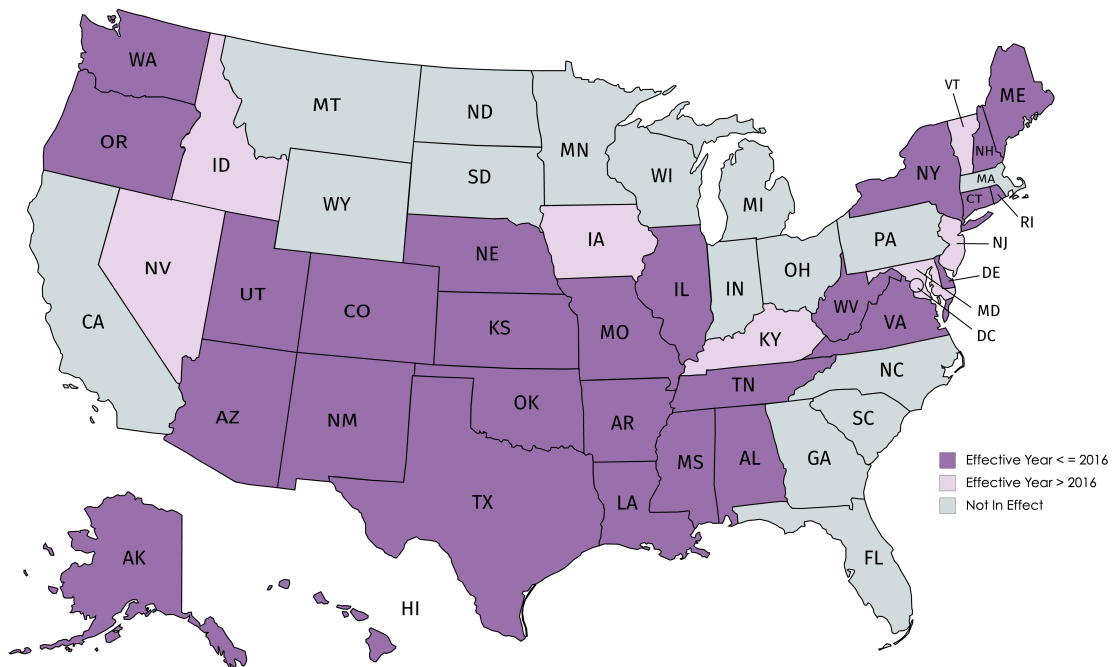 WA
ME
VT
MT
ND
OR
MN
NH
ID
NY
WI
SD
MA
CT
WY
MI
RI
IA
PA
NJ
NE
NV
OH
DE
UT
IL
IN
CO
WV
MD
CA
VA
KS
MO
DC
KY
NC
TN
OK
AZ
NM
AR
SC
MS
AL
GA
Effective Year < = 2016
Effective Year > 2016
TX
LA
Not In Effect
AK
FL
HI